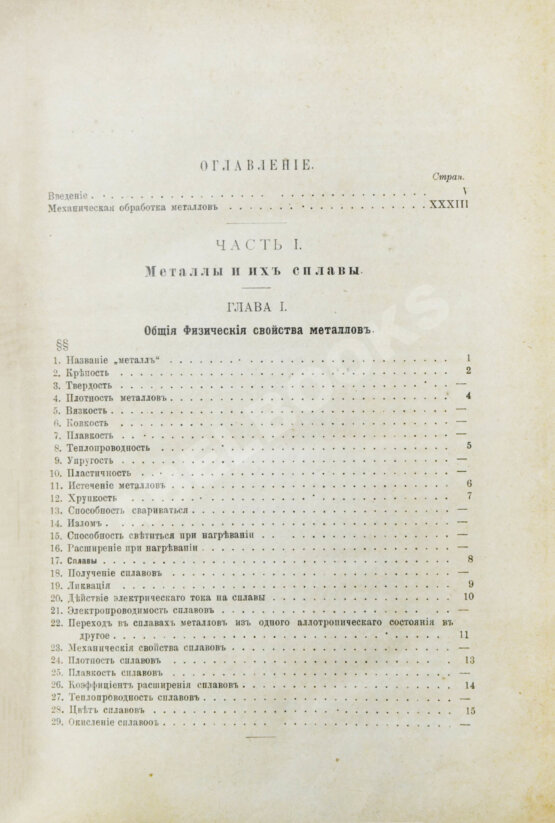 ОГЛАВЛЕНІЕ.
Стран.
Введеніе . . . . . . . . . . . . . . . . . . . . V
Механическая обработка металловъ . . . . . . . . . . . . . XXXIII
ЧАСТЬ I.
Металлы и ихъ сплавы.
ГЛАВА I.
Общія Физическія свойства металловъ.
§§
1. Названіе „металлъ“ . . . . . . . . . . . . . . . . 1
2. Крѣпость . . . . . . . . . . . . . . . . 2
3. Твердость . . . . . . . . . . . . . . . . —
4. Плотность металловъ . . . . . . . . . . . . . . . . 4
5. Вязкость . . . . . . . . . . . . . . . . —
6. Ковкость . . . . . . . . . . . . . . . . —
7. Плавкость . . . . . . . . . . . . . . . . —
8. Теплопроводность . . . . . . . . . . . . . . . . 5
9. Упругость . . . . . . . . . . . . . . . . —
10. Пластичность . . . . . . . . . . . . . . . . —
11. Истеченіе металловъ . . . . . . . . . . . . . . . . 6
12. Хрупкость . . . . . . . . . . . . . . . . 7
13. Способность свариваться . . . . . . . . . . . . . . . . —
14. Изломъ . . . . . . . . . . . . . . . . —
15. Способность свѣтиться при нагрѣваніи . . . . . . . . . . . . —
16. Расширеніе при нагрѣваніи . . . . . . . . . . . . . . . . —
17. Сплавы . . . . . . . . . . . . . . . . 8
18. Полученіе сплавовъ . . . . . . . . . . . . . . . . —
19. Ликвація . . . . . . . . . . . . . . . . 9
20. Дѣйствіе электрическаго тока на сплавы . . . . . . . . . . . . 10
21. Электропроводимость сплавовъ . . . . . . . . . . . . . . —
22. Переходъ въ сплавахъ металловъ изъ одного аллотропическаго состоянія въ
другое . . . . . . . . . . . . . . . . 11
23. Механическія свойства сплавовъ . . . . . . . . . . . . . . —
24. Плотность сплавовъ . . . . . . . . . . . . . . . . 13
25. Плавкость сплавовъ . . . . . . . . . . . . . . . . —
26. Коэффиціентъ расширенія сплавовъ . . . . . . . . . . . . . . 14
27. Теплопроводность сплавовъ . . . . . . . . . . . . . . . . —
28. Цвѣтъ сплавовъ . . . . . . . . . . . . . . . . 15
29. Окисленіе сплавовъ . . . . . . . . . . . . . . . . —